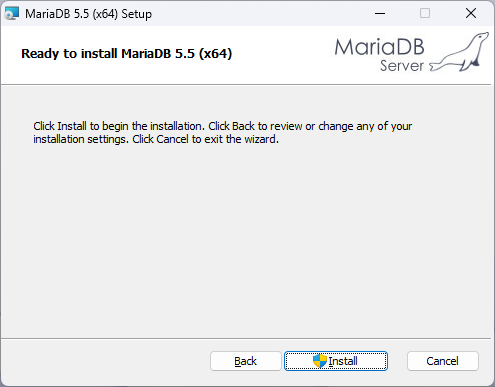 MariaDB 5.5 (x64) Setup
Ready to install MariaDB 5.5 (x64)
MariaDB
Server
Click Install to begin the installation. Click Back to review or change any of your
installation settings. Click Cancel to exit the wizard.
Back
Install
Cancel